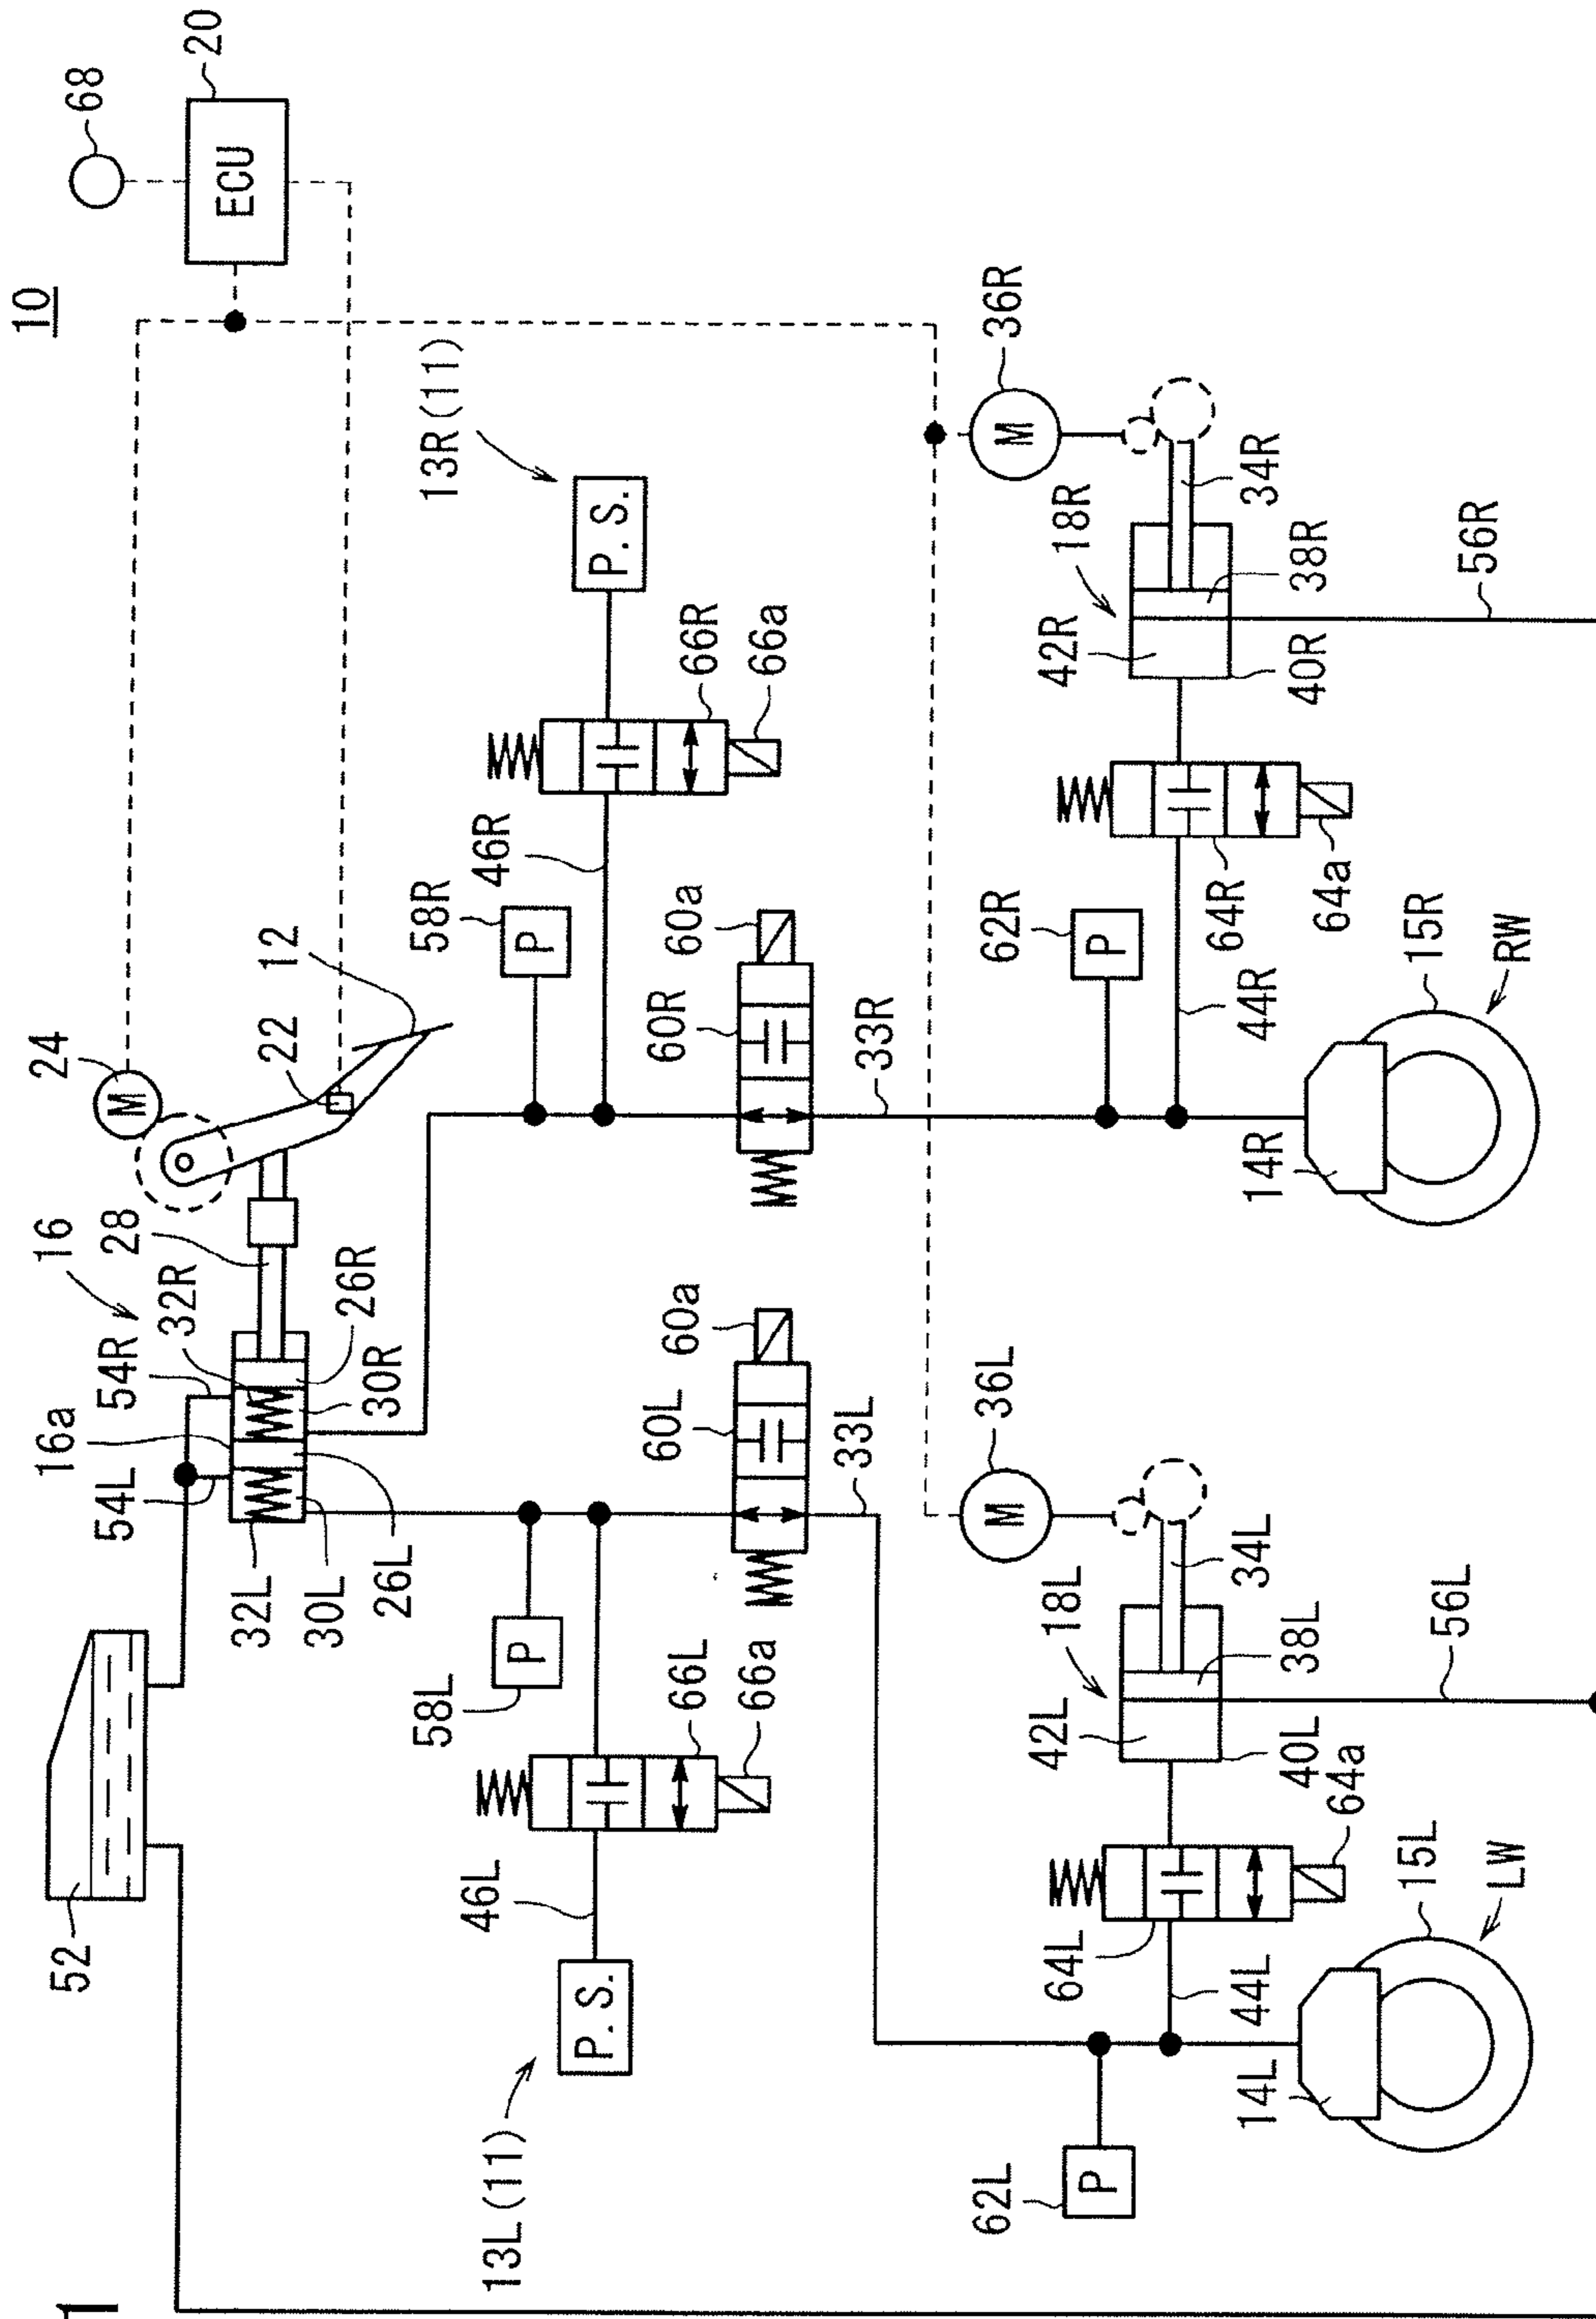 10
1
68
20
ECU
24
M
22
12
16
28
32R
54R
16a
54L
26R
30R
32L
30L
26L
52
13R(11)
P.S.
66R
66a
46R
58R
P
60R
60a
33R
60L
60a
33L
58L
P
66L
66a
46L
P.S.
13L(11)
36R
M
34R
18R
38R
42R
40R
56R
64R
64a
62R
P
44R
15R
14R
RW
36L
M
34L
18L
38L
42L
40L
56L
64L
64a
62L
P
44L
15L
14L
LW